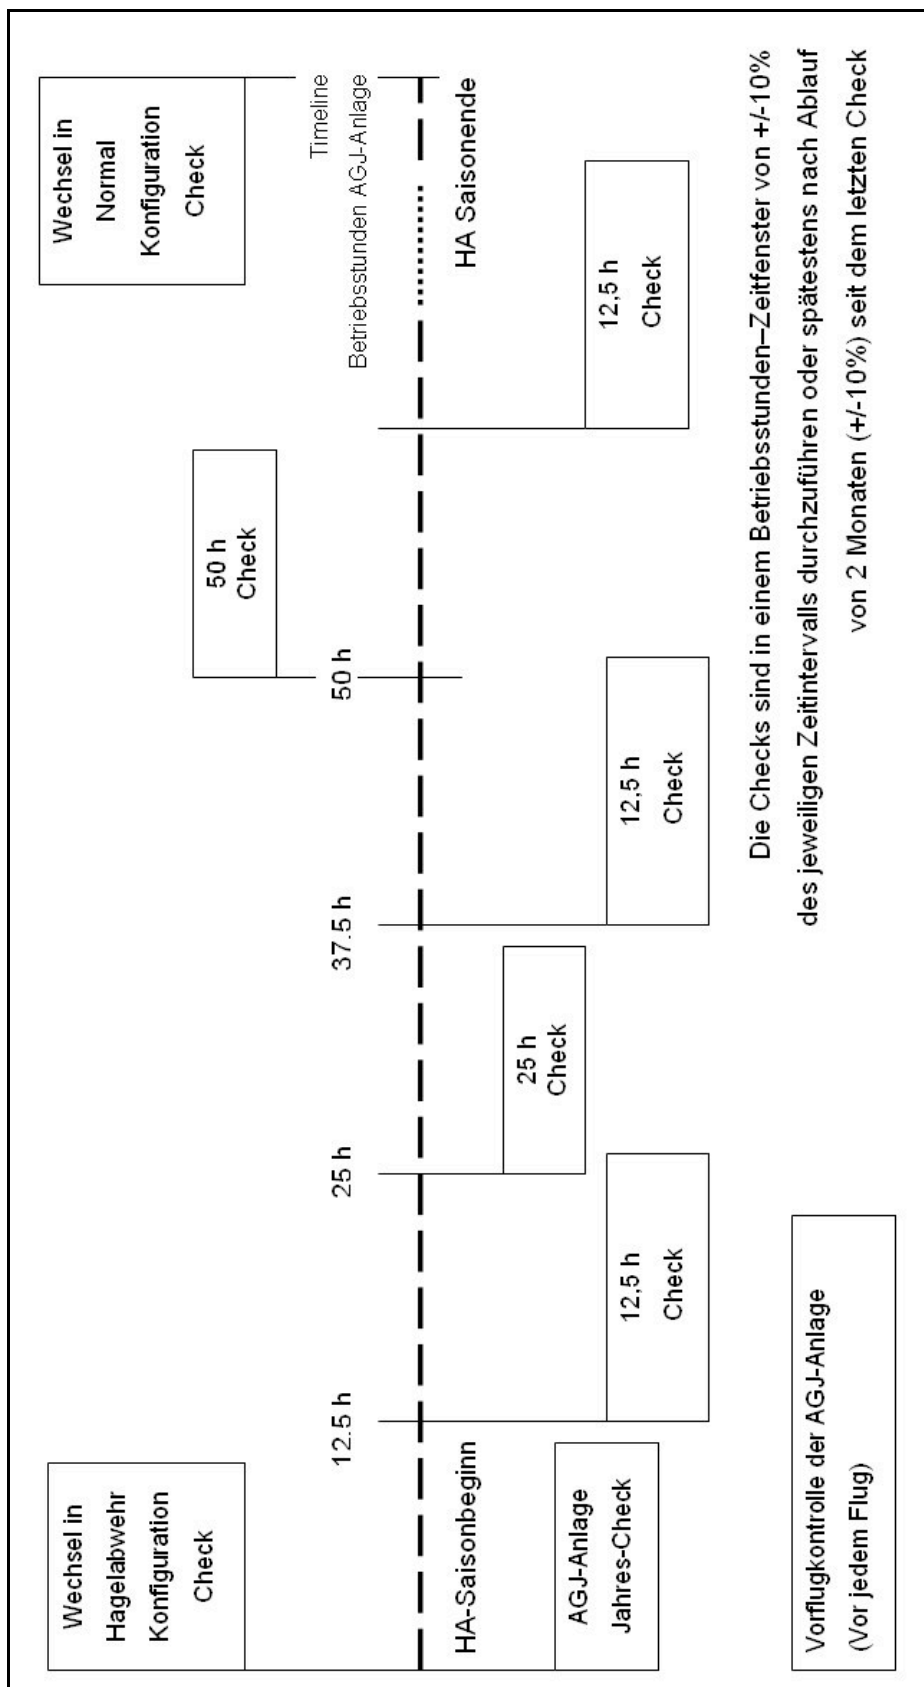 Wechsel in
Hagelabwehr
Konfiguration
Check
Wechsel in
Normal
Konfiguration
Check
50 h
Check
Timeline
Betriebsstunden AGJ-Anlage
12.5 h
25 h
37.5 h
50 h
HA-Saisonbeginn
HA Saisonende
AGJ-Anlage
Jahres-Check
12,5 h
Check
25 h
Check
12,5 h
Check
12,5 h
Check
Vorflugkontrolle der AGJ-Anlage
(Vor jedem Flug)
Die Checks sind in einem Betriebsstunden–Zeitfenster von +/-10%
des jeweiligen Zeitintervalls durchzuführen oder spätestens nach Ablauf
von 2 Monaten (+/-10%) seit dem letzten Check